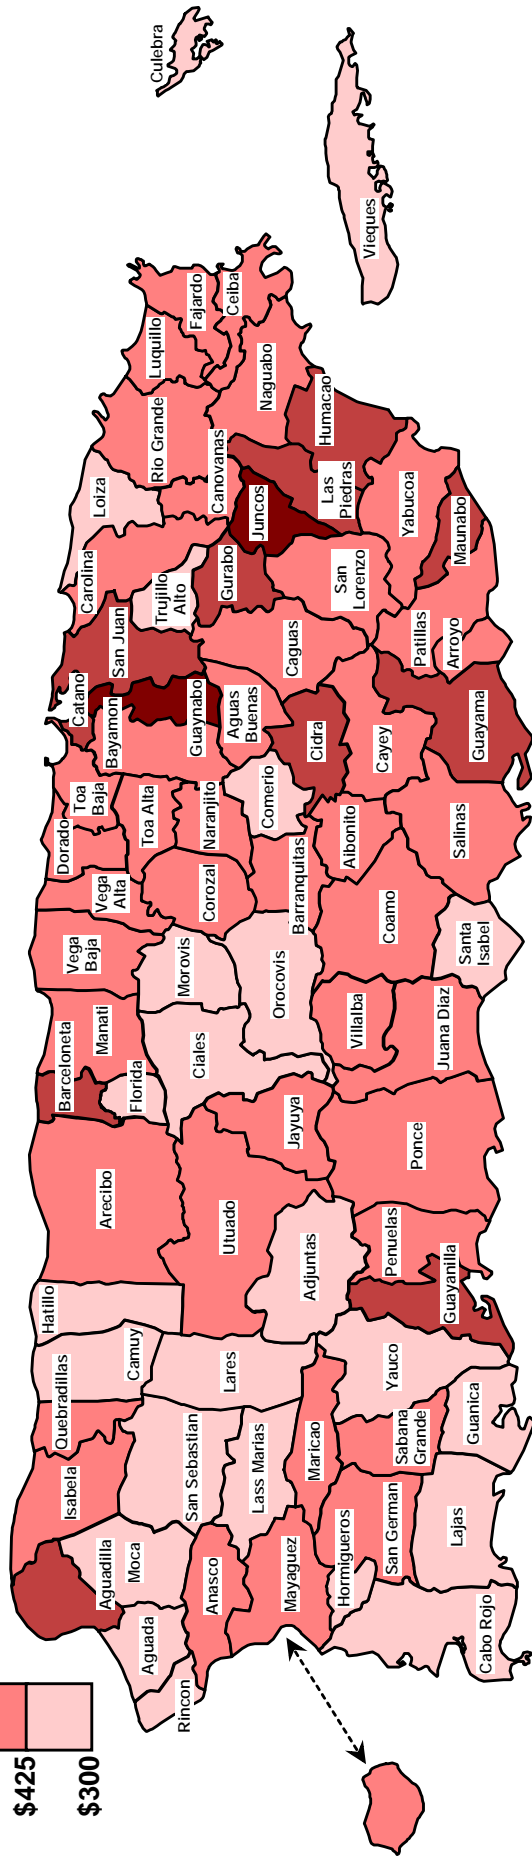 Culebra
Vieques
Fajardo
Ceiba
Luquillo
Naguabo
Humacao
Rio Grande
Canovanas
Loiza
Las
Piedras
Juncos
Yabucoa
Maunabo
Carolina
Trujillo
Alto
Gurabo
San
Lorenzo
San Juan
Caguas
Patillas
Arroyo
Catano
Bayamon
Guaynabo
Aguas
Buenas
Cidra
Cayey
Guayama
Toa
Baja
Dorado
Toa Alta
Naranjito
Comerio
Aibonito
Salinas
Vega
Alta
Corozal
Barranquitas
Coamo
Vega
Baja
Morovis
Orocovis
Santa
Isabel
Manati
Barceloneta
Florida
Ciales
Villalba
Juana Diaz
Jayuya
Ponce
Arecibo
Utuado
Adjuntas
Penuelas
Guayanilla
Hatillo
Camuy
Quebradillas
Lares
Yauco
Isabela
San Sebastian
Lass Marias
Maricao
Sabana
Grande
Guanica
Aguadilla
Moca
Anasco
Mayaguez
Hormigueros
San German
Lajas
Aguada
Rincon
Cabo Rojo
$425
$300